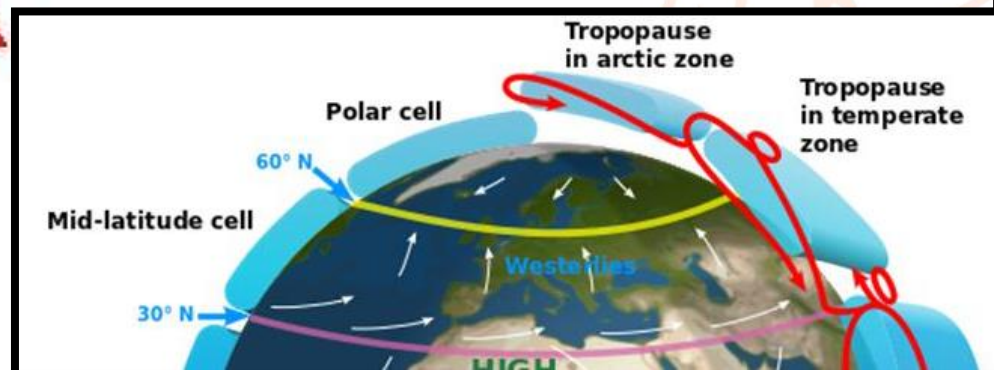 Tropopause
in arctic zone
Tropopause
in temperate
zone
Polar cell
60° N
Mid-latitude cell
Westerlies
30° N
HIGH